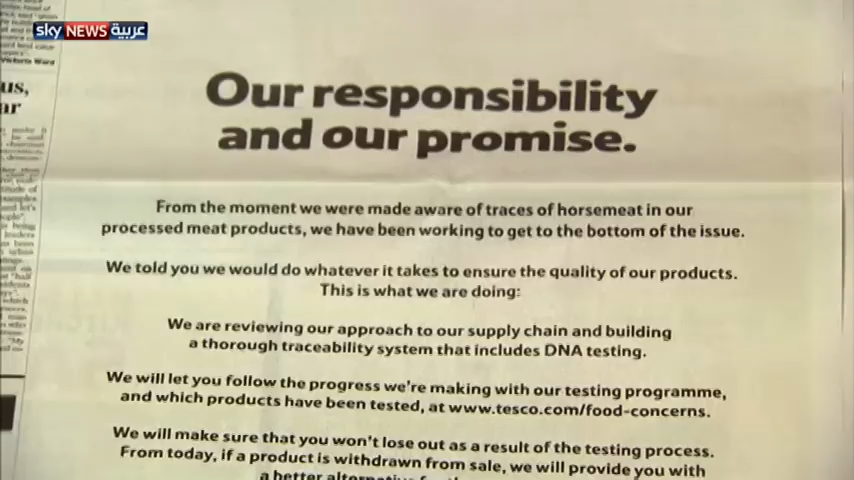 sky NEWS عربية
Victoria Ward
us,
ar
Our responsibility
and our promise.
From the moment we were made aware of traces of horsemeat in our
processed meat products, we have been working to get to the bottom of the issue.
We told you we would do whatever it takes to ensure the quality of our products.
This is what we are doing:
We are reviewing our approach to our supply chain and building
a thorough traceability system that includes DNA testing.
We will let you follow the progress we're making with our testing programme,
and which products have been tested, at www.tesco.com/food-concerns.
We will make sure that you won't lose out as a result of the testing process.
From today, if a product is withdrawn from sale, we will provide you with
a better